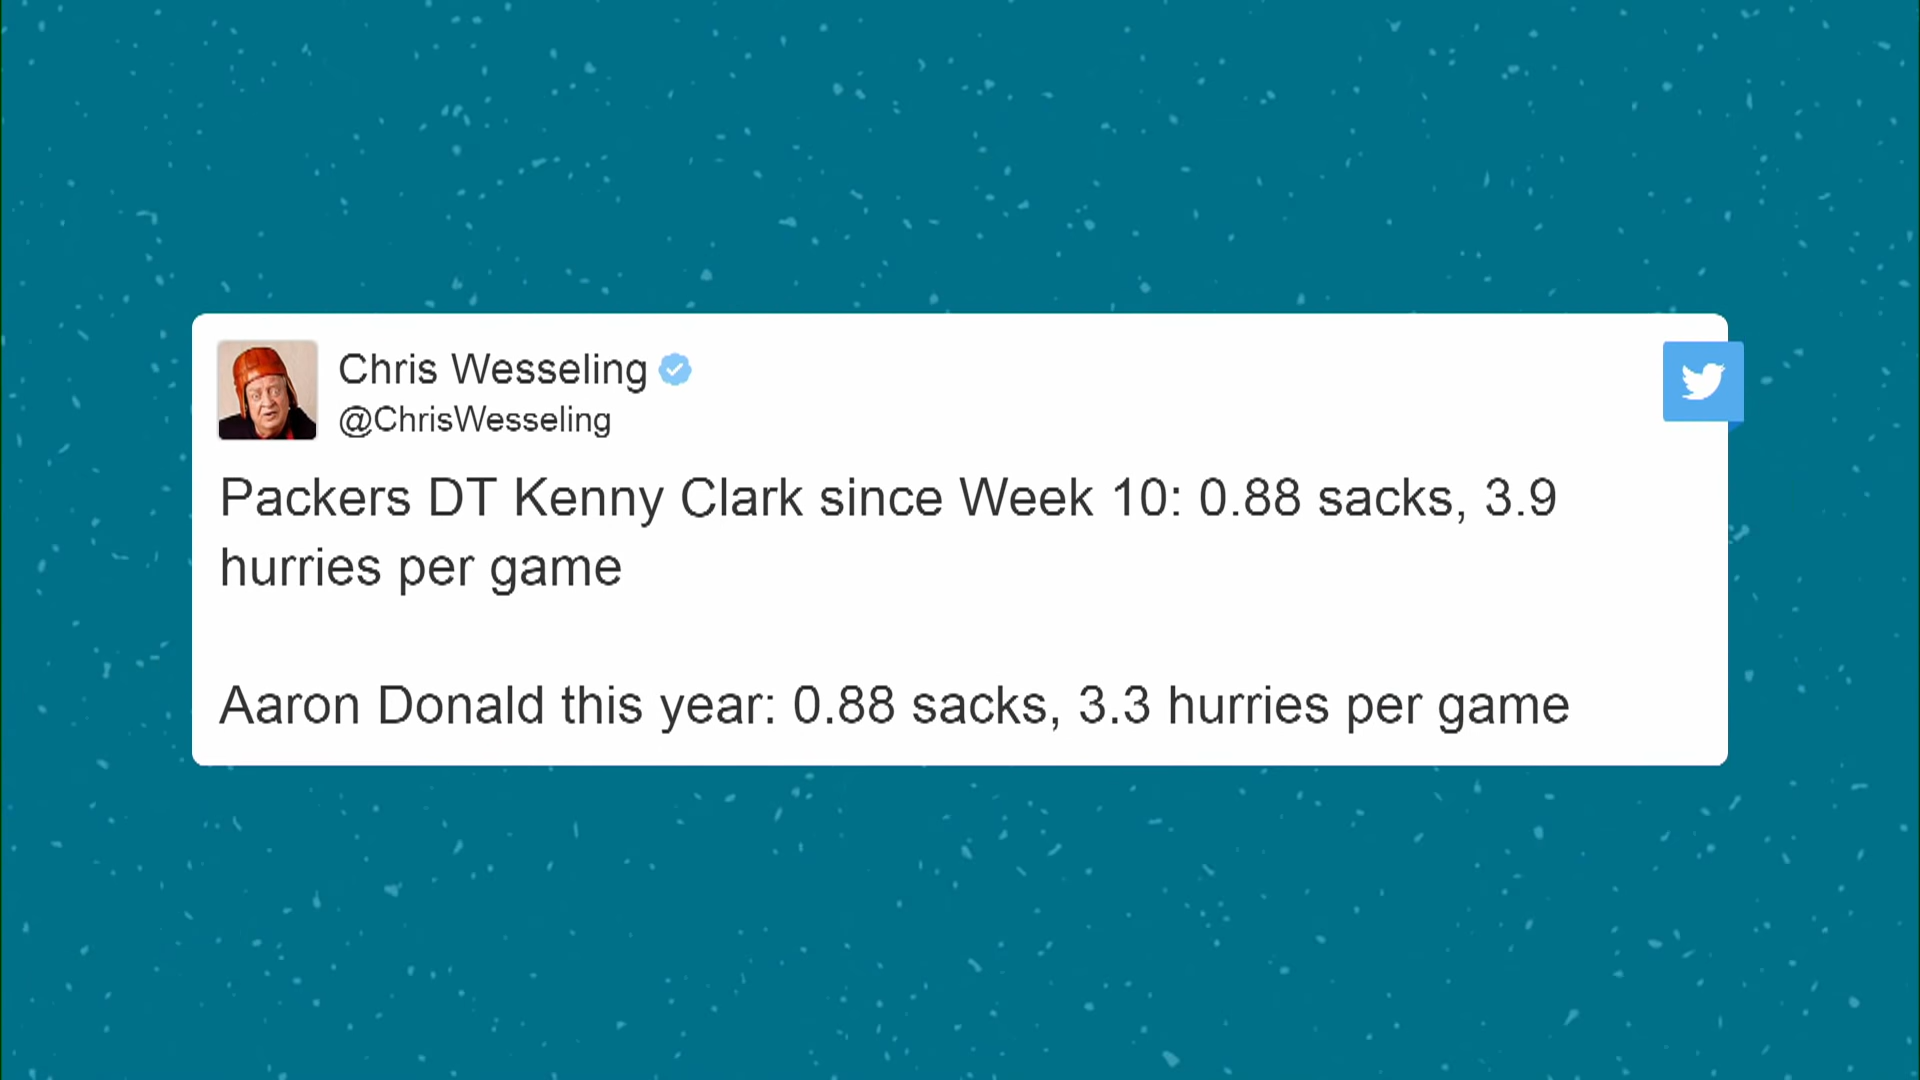 Chris Wesseling
@ChrisWesseling
Packers DT Kenny Clark since Week 10: 0.88 sacks, 3.9
hurries per game
Aaron Donald this year: 0.88 sacks, 3.3 hurries per game